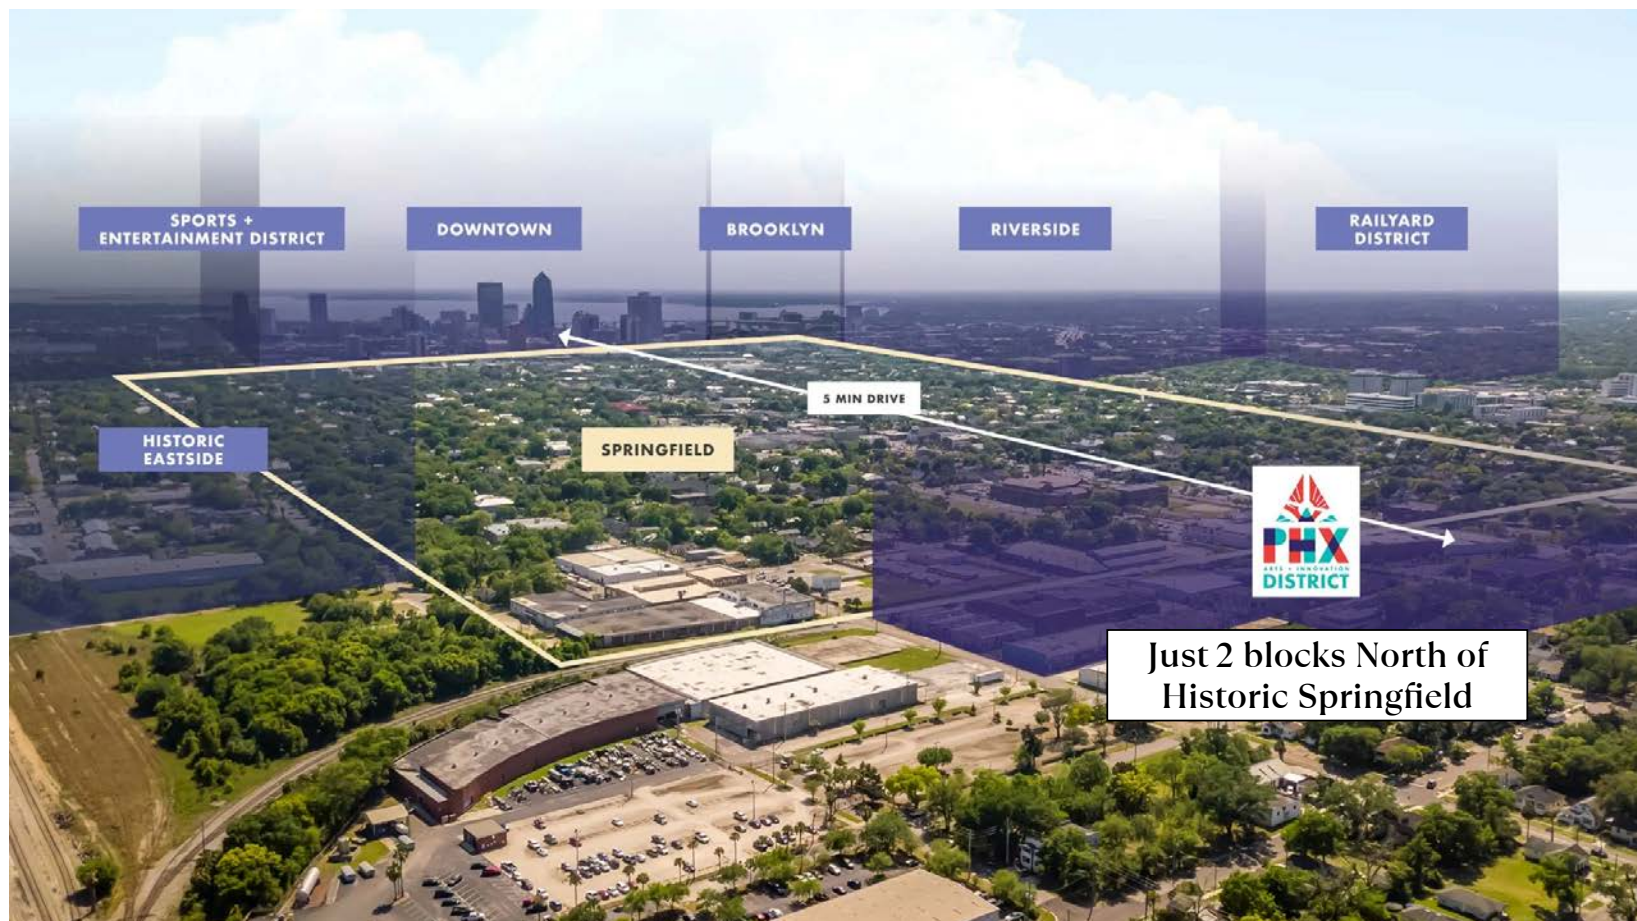 SPORTS +
ENTERTAINMENT DISTRICT
DOWNTOWN
BROOKLYN
RIVERSIDE
RAILYARD
DISTRICT
5 MIN DRIVE
HISTORIC
EASTSIDE
SPRINGFIELD
PHX
ARTS + INNOVATION
DISTRICT
Just 2 blocks North of
Historic Springfield